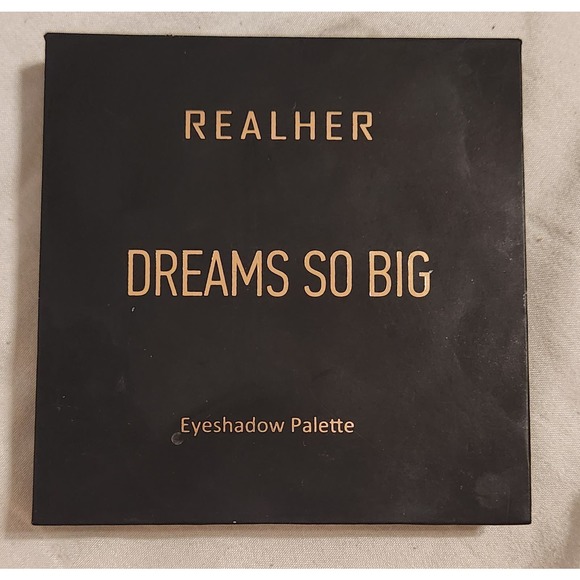 REALHER
DREAMS SO BIG
Eyeshadow Palette